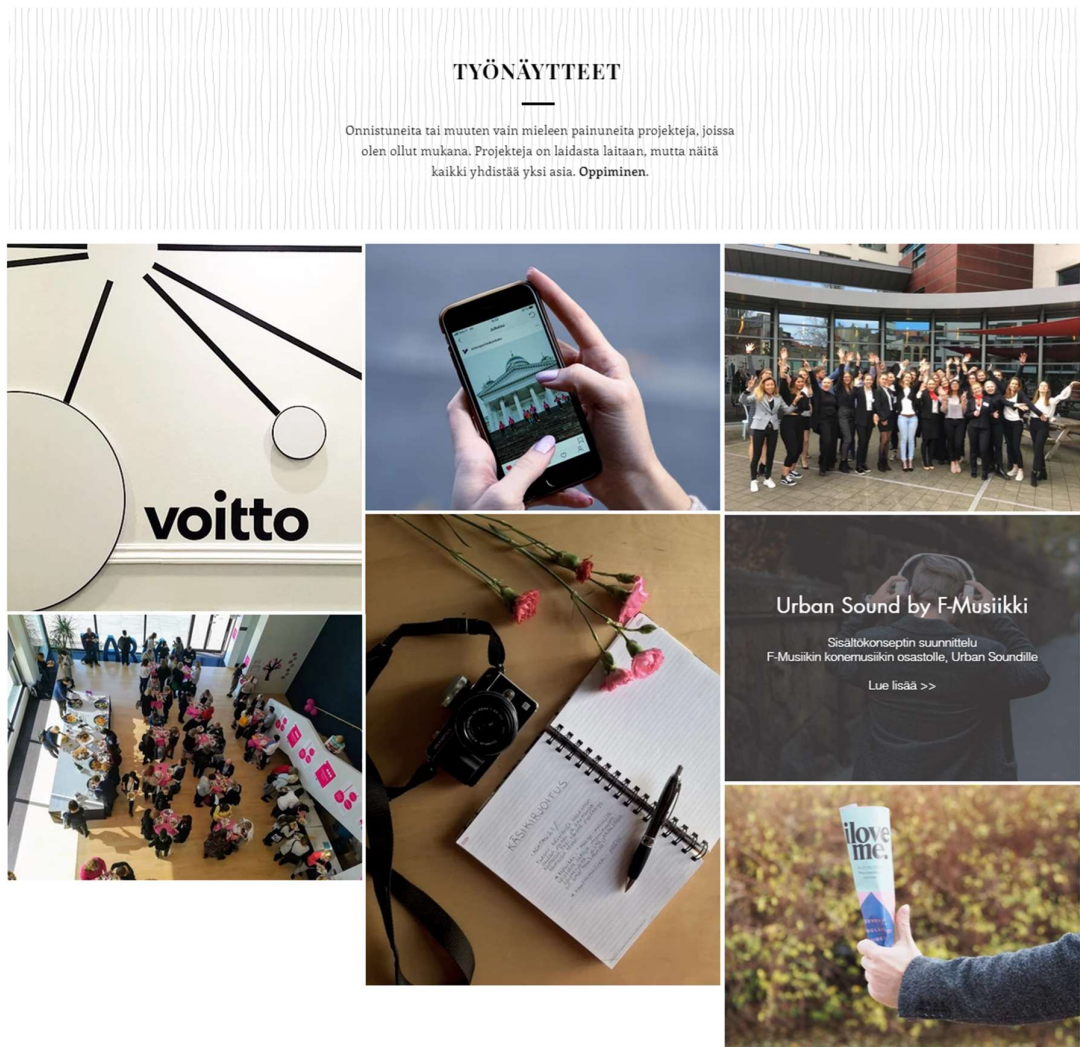 TYÖNÄYTTEET
Onnistuneita tai muuten vain mieleen painuneita projekteja, joissa
olen ollut mukana. Projekteja on laidasta laitaan, mutta näitä
kaikki yhdistää yksi asia. Oppiminen.
voitto
Urban Sound by F-Musiikki
Sisältökonseptin suunnittelu
F-Musiikin konemusiikin osastolle, Urban Soundille
Lue lisää >>
KÄSIKIRJOITUS
ilove
me.